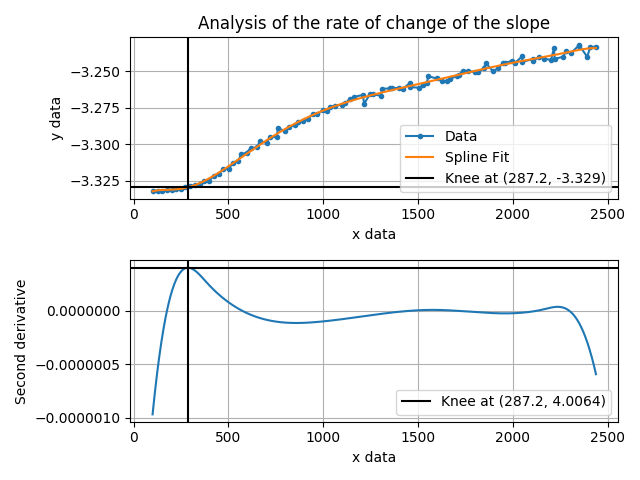 Analysis of the rate of change of the slope
y data
−3.250
−3.275
−3.300
−3.325
Data
Spline Fit
Knee at (287.2, -3.329)
0 500 1000 1500 2000 2500
x data
Second derivative
0.0000000
−0.0000005
−0.0000010
Knee at (287.2, 4.0064)
0 500 1000 1500 2000 2500
x data